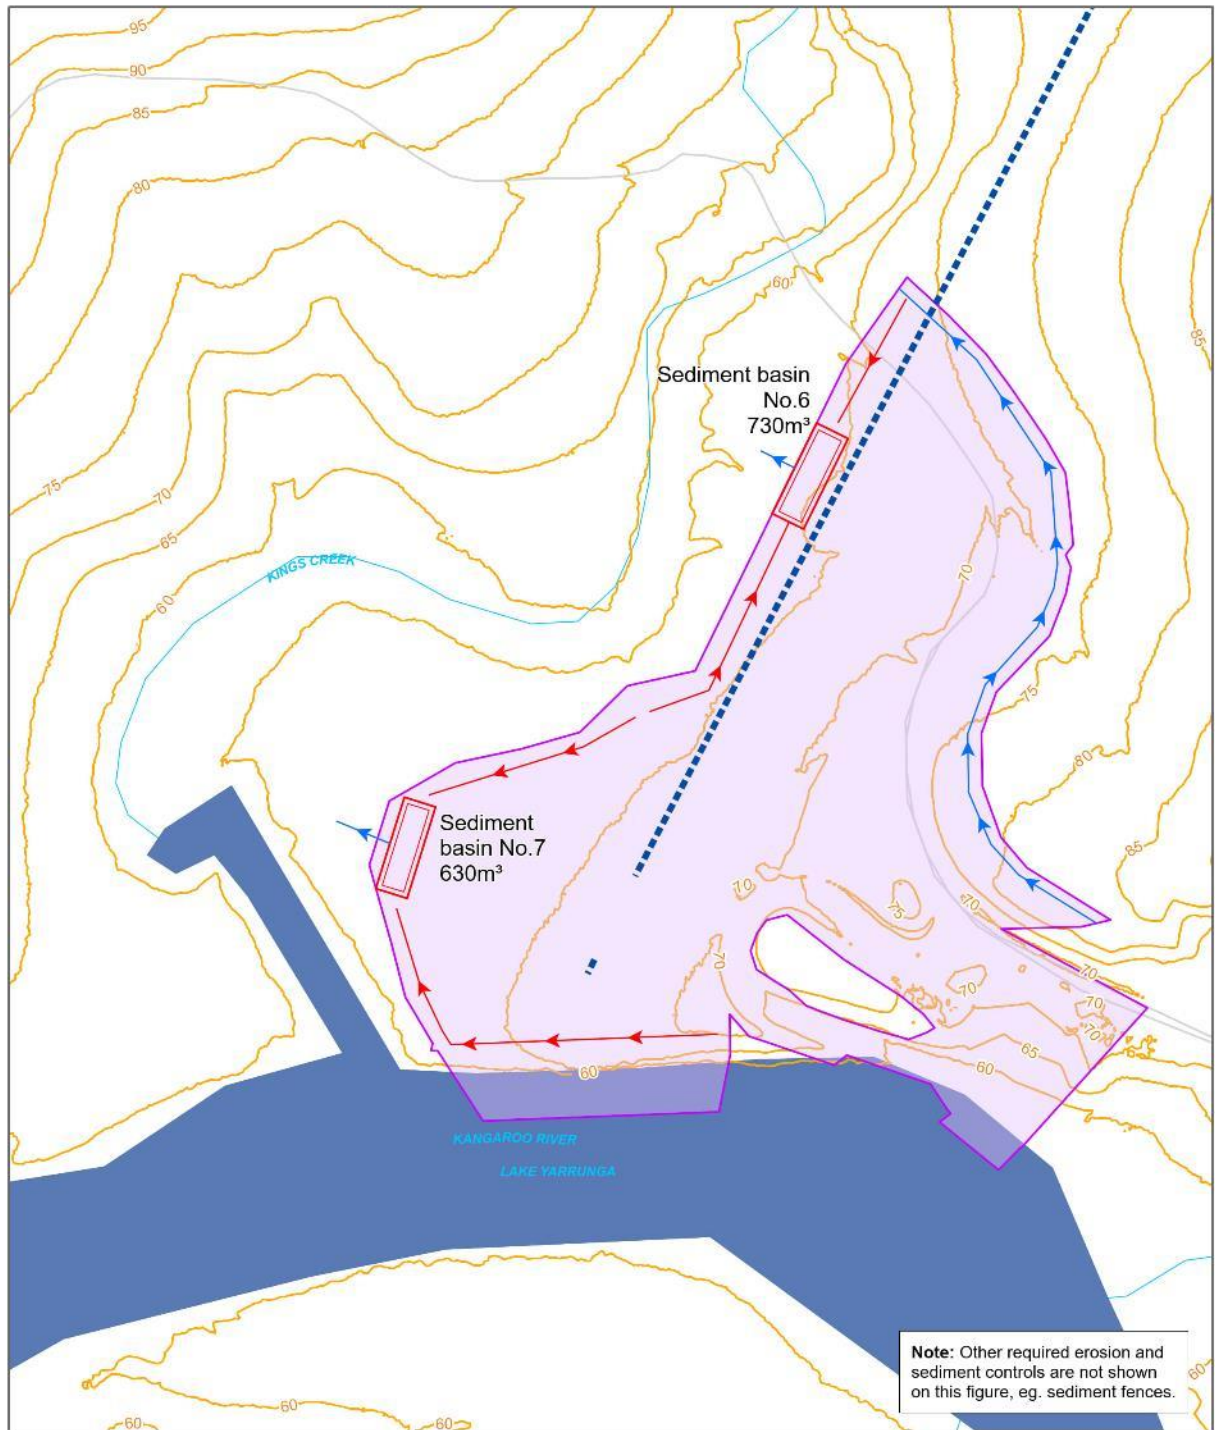 95
90
85
80
60
85
Sediment basin
No.6
730m³
75
70
65
KINGS CREEK
70
60
75
80
Sediment
basin No.7
630m³
85
70
75
70
70
70
70
70
70
65
60
60
KANGAROO RIVER
LAKE YARRUNGA
Note: Other required erosion and
sediment controls are not shown
on this figure, eg. sediment fences.
60
60
60